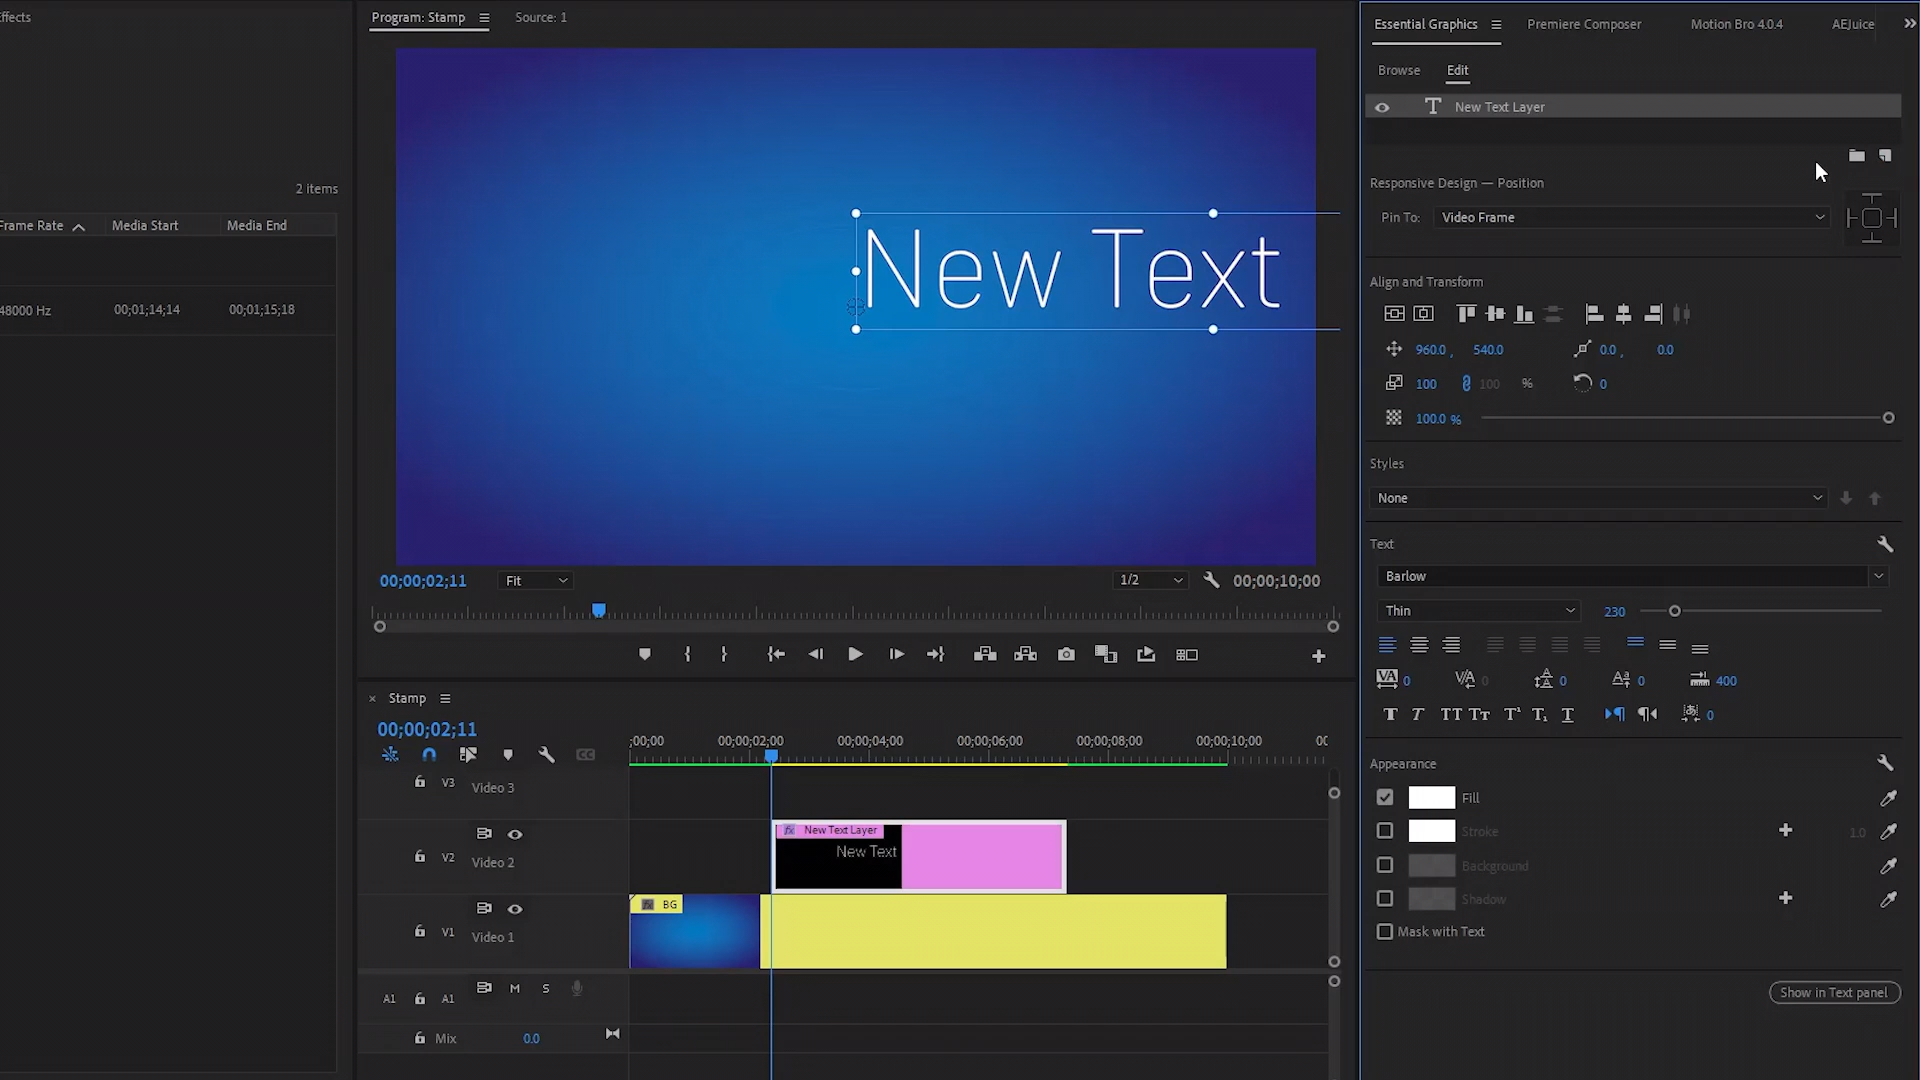 ffects
2 items
Frame Rate
Media Start
Media End
48000 Hz
00;01;14;14
00;01;15;18
Program: Stamp
Source: 1
New Text
00;00;02;11
Fit
1/2
00;00;10;00
Stamp
00;00;02;11
;00;00
00;00;02;00
00;00;04;00
00;00;06;00
00;00;08;00
00;00;10;00
00
V3
Video 3
V2
Video 2
fx New Text Layer
New Text
V1
Video 1
fx BG
A1
A1
M
S
Mix
0.0
Essential Graphics
Premiere Composer
Motion Bro 4.0.4
AEJuice
Browse
Edit
New Text Layer
Responsive Design — Position
Pin To:
Video Frame
Align and Transform
960.0 ,
540.0
0.0 ,
0.0
100
100
%
0
100.0 %
Styles
None
Text
Barlow
Thin
230
0
0
0
0
400
0
Appearance
Fill
Stroke
1.0
Background
Shadow
Mask with Text
Show in Text panel